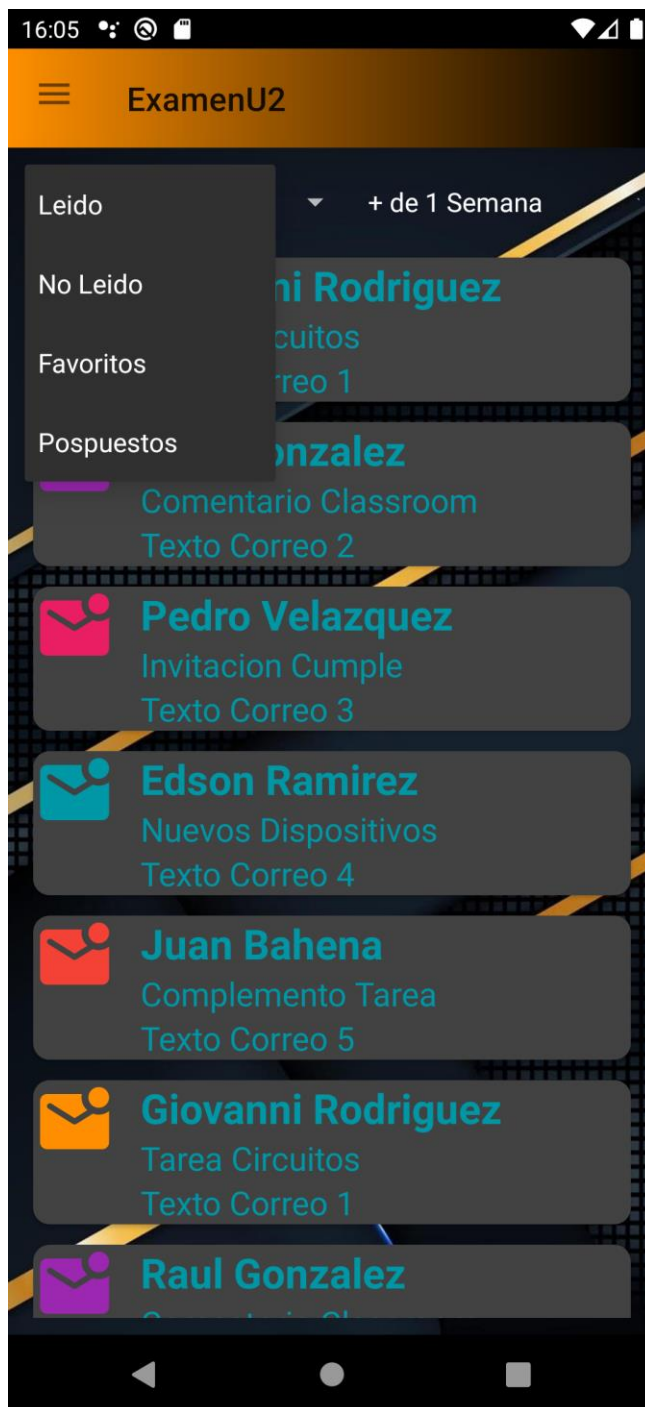 16:05
ExamenU2
Leido
+ de 1 Semana
No Leido
Favoritos
Pospuestos
ni Rodriguez
cuitos
rreo 1
nzalez
Comentario Classroom
Texto Correo 2
Pedro Velazquez
Invitacion Cumple
Texto Correo 3
Edson Ramirez
Nuevos Dispositivos
Texto Correo 4
Juan Bahena
Complemento Tarea
Texto Correo 5
Giovanni Rodriguez
Tarea Circuitos
Texto Correo 1
Raul Gonzalez